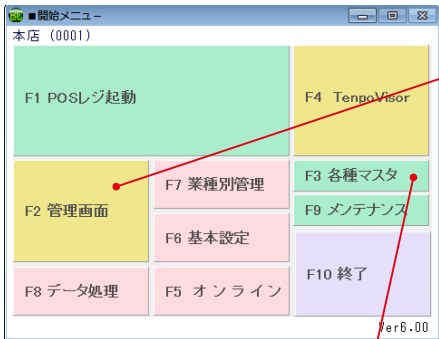 ■開始メニュー
本店 (0001)
F1 POSレジ起動
F4 TenpoVisor
F2 管理画面
F7 業種別管理
F3 各種マスタ
F9 メンテナンス
F6 基本設定
F10 終了
F8 データ処理
F5 オンライン
Ver6.00